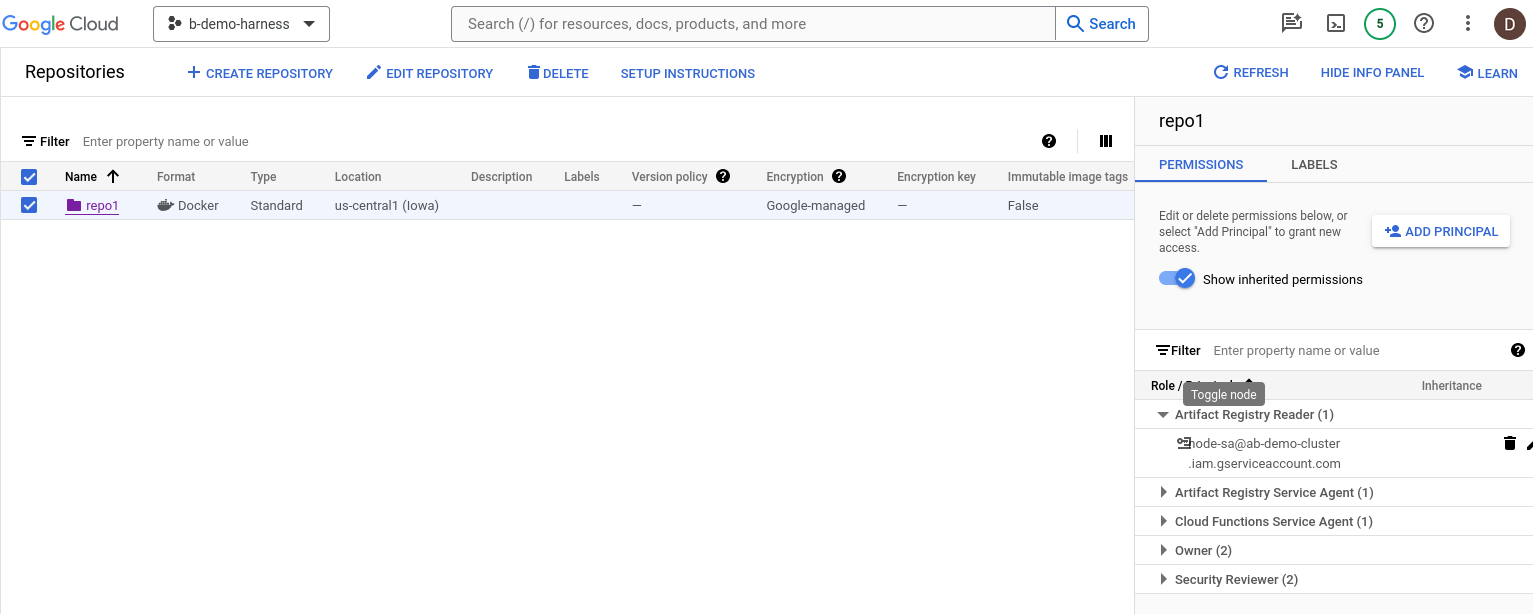 Google Cloud
b-demo-harness
Search (/) for resources, docs, products, and more
Search
5
D
Repositories
CREATE REPOSITORY
EDIT REPOSITORY
DELETE
SETUP INSTRUCTIONS
REFRESH
HIDE INFO PANEL
LEARN
Filter Enter property name or value
Name Format Type Location Description Labels Version policy Encryption Encryption key Immutable image tags
repo1 Docker Standard us-central1 (Iowa) — Google-managed — False
repo1
PERMISSIONS
LABELS
Edit or delete permissions below, or
select "Add Principal" to grant new
access.
ADD PRINCIPAL
Show inherited permissions
Filter Enter property name or value
Role / Inheritance
Toggle node
Artifact Registry Reader (1)
node-sa@ab-demo-cluster
.iam.gserviceaccount.com
Artifact Registry Service Agent (1)
Cloud Functions Service Agent (1)
Owner (2)
Security Reviewer (2)